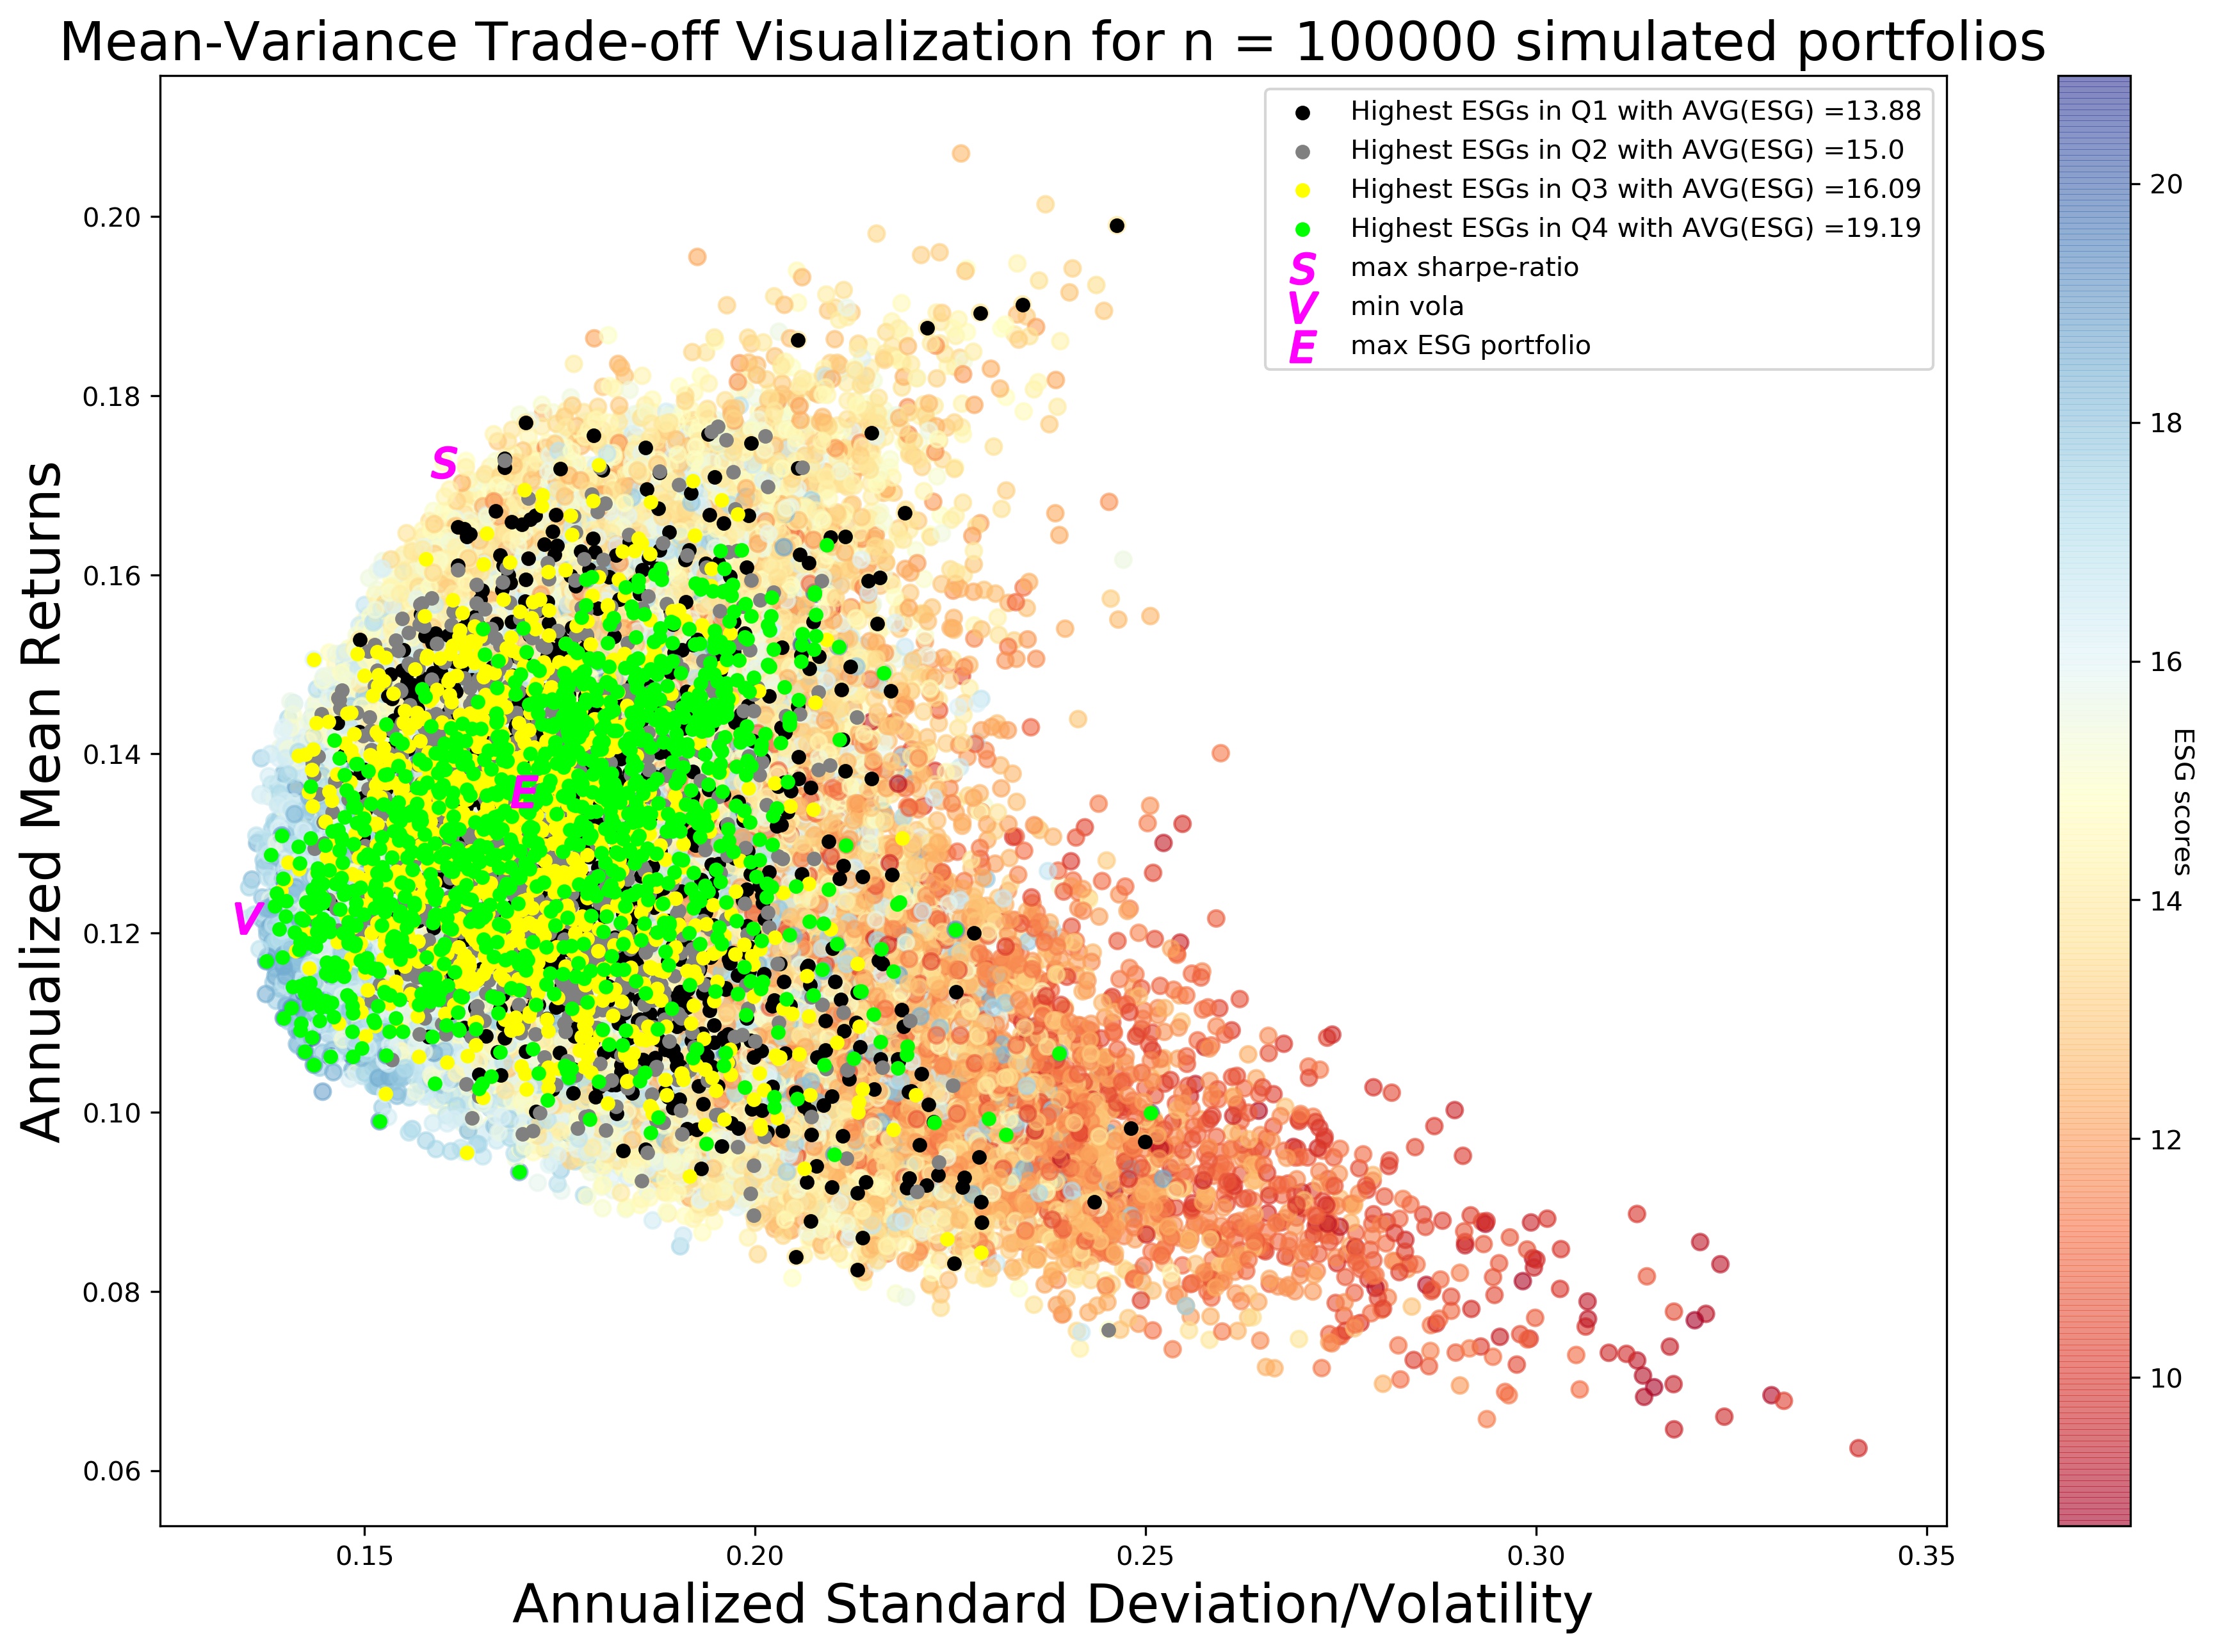 Mean-Variance Trade-off Visualization for n = 100000 simulated portfolios
Highest ESGs in Q1 with AVG(ESG) =13.88
Highest ESGs in Q2 with AVG(ESG) =15.0
Highest ESGs in Q3 with AVG(ESG) =16.09
Highest ESGs in Q4 with AVG(ESG) =19.19
S max sharpe-ratio
V min vola
E max ESG portfolio
Annualized Mean Returns
0.20
0.18
0.16
0.14
0.12
0.10
0.08
0.06
S
E
V
0.15 0.20 0.25 0.30 0.35
Annualized Standard Deviation/Volatility
20
18
16
14
12
10
ESG scores